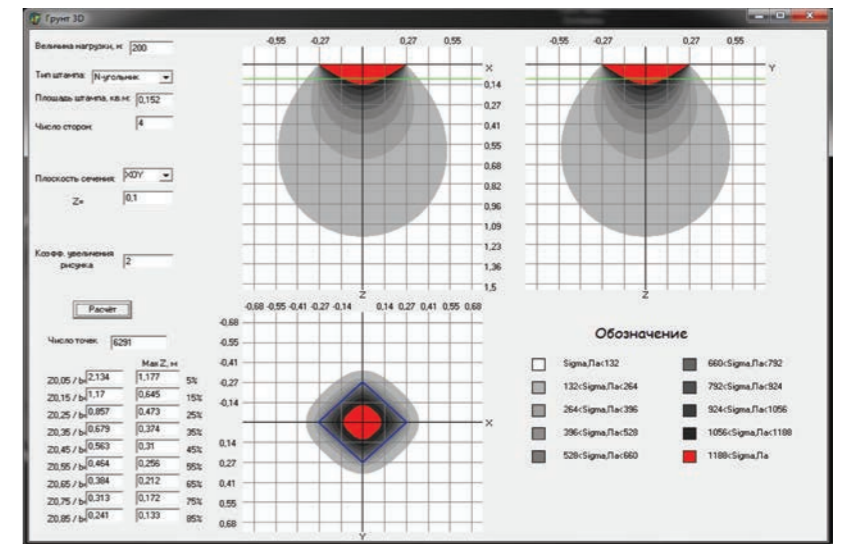 Грунт 3D
Величина нагрузки, н: 200
Тип штампа: N-угольник
Площадь штампа, кв.м: 0,152
Число сторон: 4
Плоскость сечения: XOY
Z= 0,1
Коэфф. увеличения
рисунка 2
Расчёт
Число точек: 6291
Max Z, м
Z0,05 / b 2,134 1,177 5%
Z0,15 / b 1,17 0,645 15%
Z0,25 / b 0,857 0,473 25%
Z0,35 / b 0,679 0,374 35%
Z0,45 / b 0,563 0,31 45%
Z0,55 / b 0,464 0,256 55%
Z0,65 / b 0,384 0,212 65%
Z0,75 / b 0,313 0,172 75%
Z0,85 / b 0,241 0,133 85%
-0,55 -0,27 0,27 0,55
X
0,14
0,27
0,41
0,55
0,68
0,82
0,96
1,09
1,23
1,36
1,5
Z
-0,55 -0,27 0,27 0,55
Y
Z
-0,68 -0,55 -0,41 -0,27 -0,14 0,14 0,27 0,41 0,55 0,68
-0,68
-0,55
-0,41
-0,27
-0,14
X
0,14
0,27
0,41
0,55
0,68
Y
Обозначение
Sigma,Па<132
132<Sigma,Па<264
264<Sigma,Па<396
396<Sigma,Па<528
528<Sigma,Па<660
660<Sigma,Па<792
792<Sigma,Па<924
924<Sigma,Па<1056
1056<Sigma,Па<1188
1188<Sigma,Па